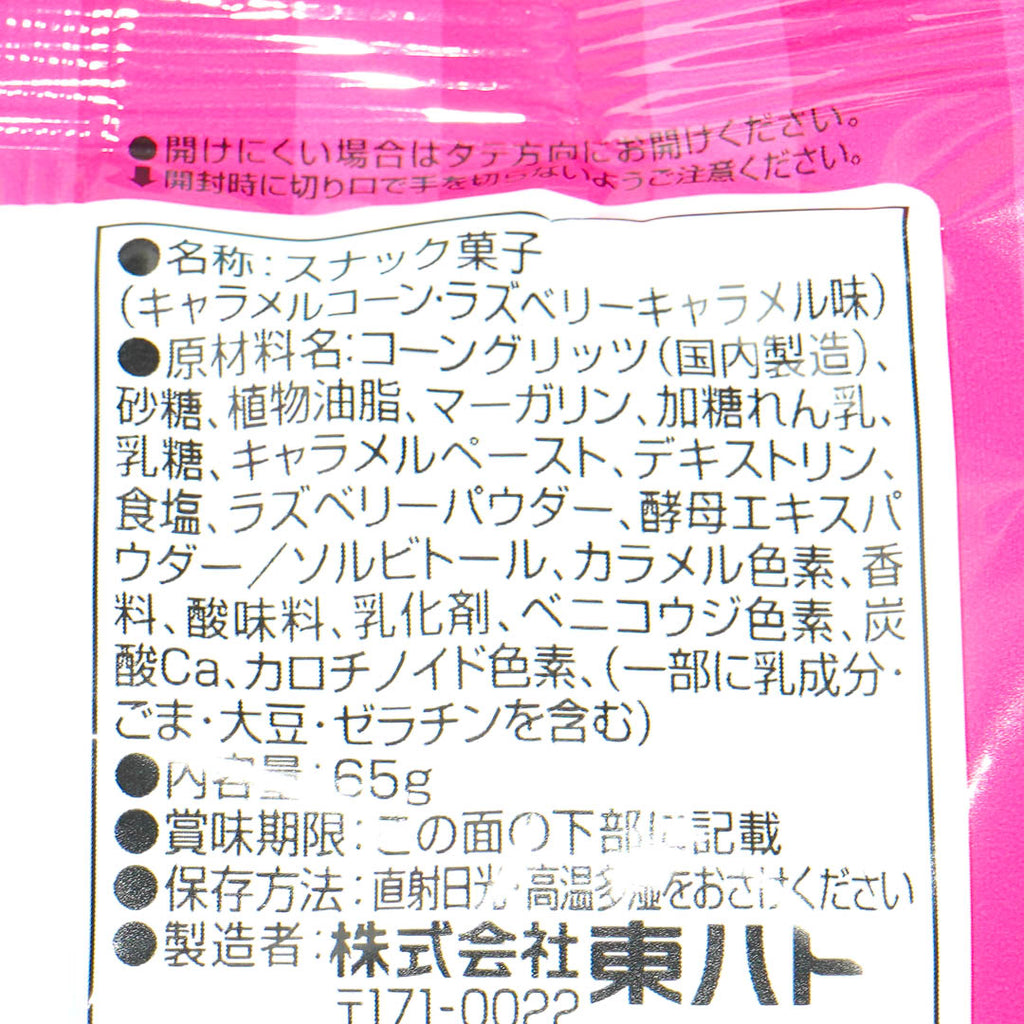 ●開けにくい場合はタテ方向にお開けください。
⬇開封時に切り口で手を切らないようご注意ください。
●名称：スナック菓子
(キャラメルコーン・ラズベリーキャラメル味)
●原材料名：コーングリッツ(国内製造)、
砂糖、植物油脂、マーガリン、加糖れん乳、
乳糖、キャラメルペースト、デキストリン、
食塩、ラズベリーパウダー、酵母エキスパ
ウダー／ソルビトール、カラメル色素、香
料、酸味料、乳化剤、ベニコウジ色素、炭
酸Ca、カロチノイド色素、(一部に乳成分・
ごま・大豆・ゼラチンを含む)
●内容量：65g
●賞味期限：この面の下部に記載
●保存方法：直射日光・高温多湿をおさけください
●製造者：株式会社東ハト
〒171-0022